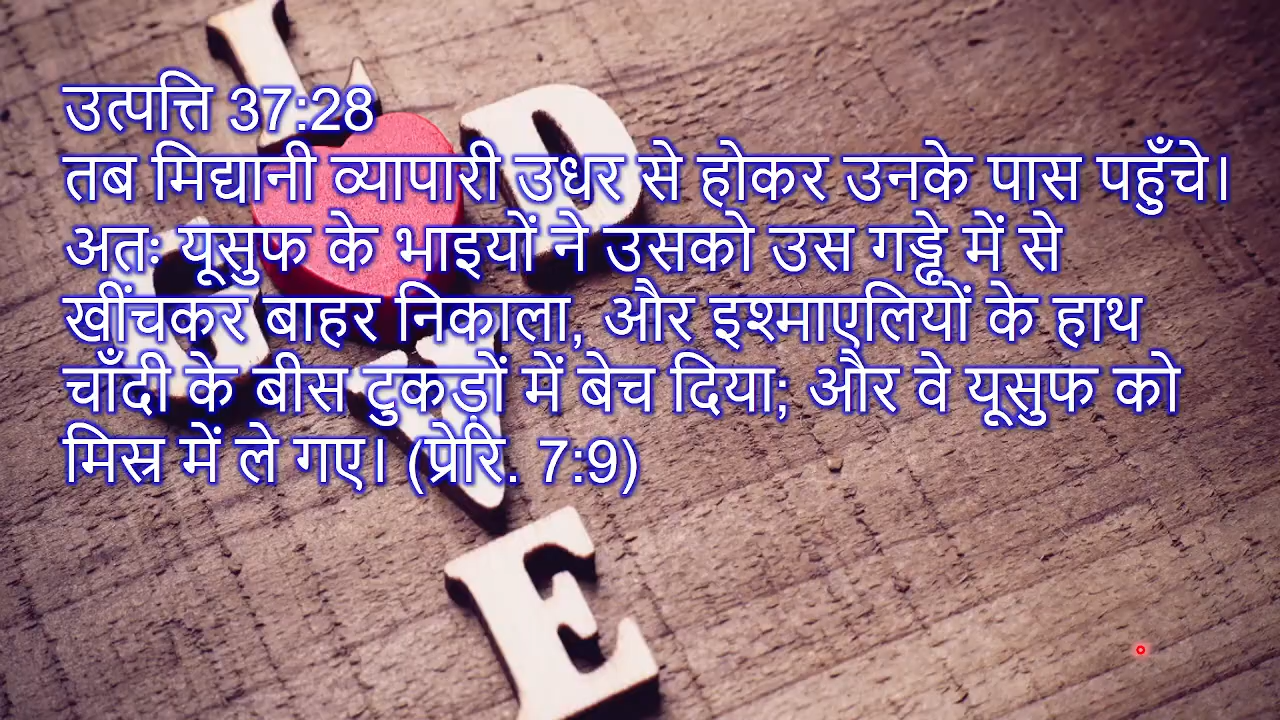 उत्पत्ति 37:28
तब मिद्यानी व्यापारी उधर से होकर उनके पास पहुँचे।
अतः यूसुफ के भाइयों ने उसको उस गड्ढे में से
खींचकर बाहर निकाला, और इश्माएलियों के हाथ
चाँदी के बीस टुकड़ों में बेच दिया; और वे यूसुफ को
मिस्र में ले गए। (प्रेरि. 7:9)
L
O
D
G
V
E